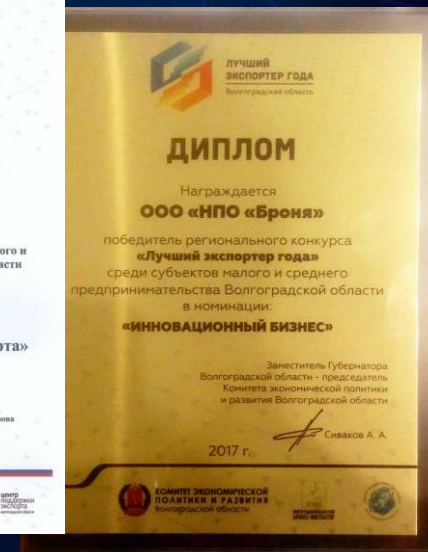 ого и
асти
рта»
ова
центр
поддержки
экспорта
ЛУЧШИЙ
ЭКСПОРТЕР ГОДА
Волгоградская область
ДИПЛОМ
Награждается
ООО «НПО «Броня»
победитель регионального конкурса
«Лучший экспортер года»
среди субъектов малого и среднего
предпринимательства Волгоградской области
в номинации:
«ИННОВАЦИОННЫЙ БИЗНЕС»
Заместитель Губернатора
Волгоградской области - председатель
Комитета экономической политики
и развития Волгоградской области
Сиваков А. А.
2017 г.
КОМИТЕТ ЭКОНОМИЧЕСКОЙ
ПОЛИТИКИ И РАЗВИТИЯ
Волгоградской области